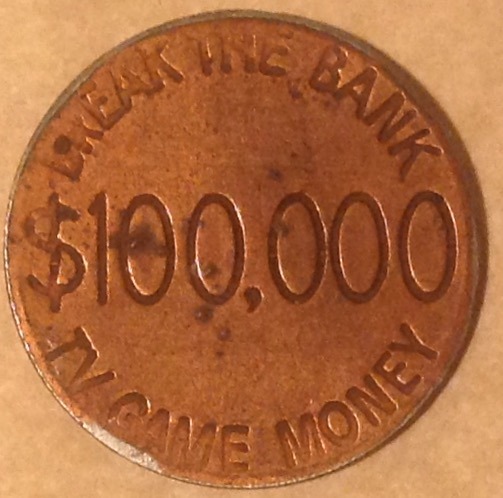 BREAK THE BANK
$100,000
TV GAME MONEY